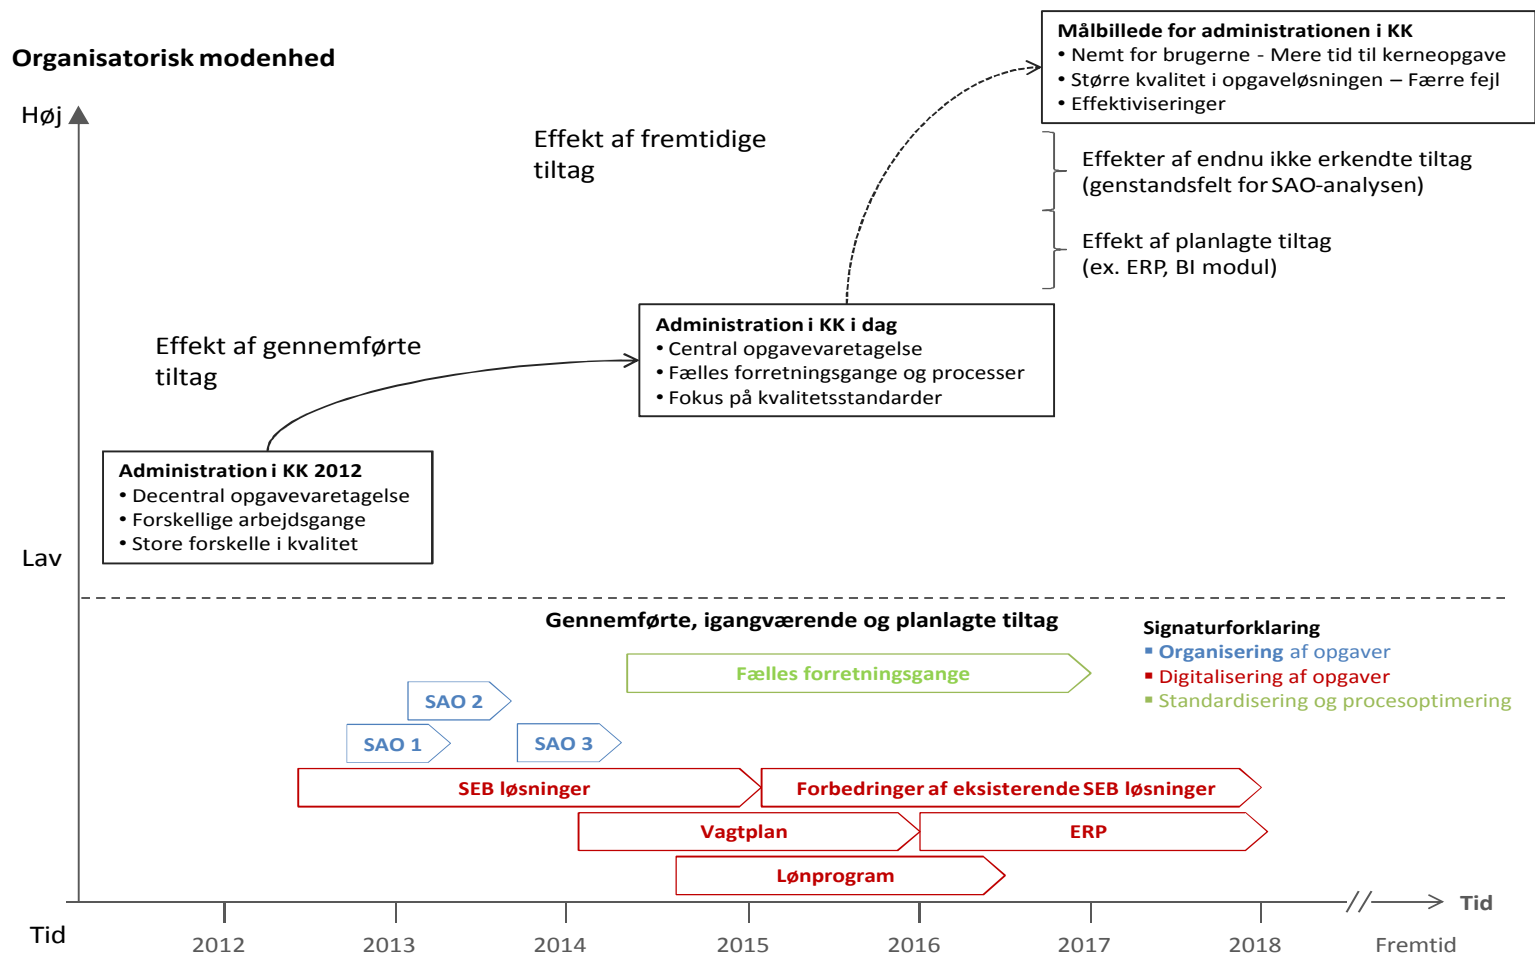 Organisatorisk modenhed
Høj
Målbillede for administrationen i KK
• Nemt for brugerne - Mere tid til kerneopgave
• Større kvalitet i opgaveløsningen – Færre fejl
• Effektiviseringer
Effekt af fremtidige
tiltag
Effekter af endnu ikke erkendte tiltag
(genstandsfelt for SAO-analysen)
Effekt af planlagte tiltag
(ex. ERP, BI modul)
Effekt af gennemførte
tiltag
Administration i KK i dag
• Central opgavevaretagelse
• Fælles forretningsgange og processer
• Fokus på kvalitetsstandarder
Administration i KK 2012
• Decentral opgavevaretagelse
• Forskellige arbejdsgange
• Store forskelle i kvalitet
Lav
Gennemførte, igangværende og planlagte tiltag
Signaturforklaring
▪ Organisering af opgaver
▪ Digitalisering af opgaver
▪ Standardisering og procesoptimering
Fælles forretningsgange
SAO 2
SAO 1
SAO 3
SEB løsninger
Forbedringer af eksisterende SEB løsninger
Vagtplan
ERP
Lønprogram
Tid
Tid
2012
2013
2014
2015
2016
2017
2018
Fremtid